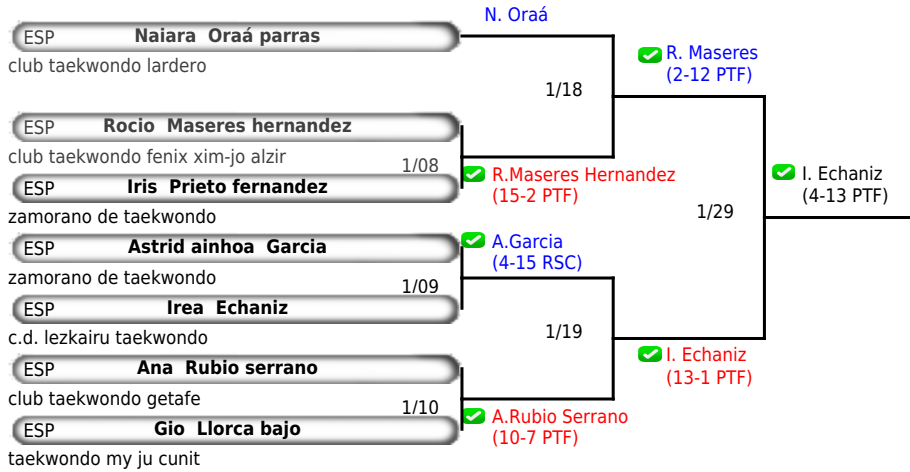 N. Oraá
ESP Naiara Oraá parras
club taekwondo lardero
R. Maseres
(2-12 PTF)
1/18
ESP Rocio Maseres hernandez
club taekwondo fenix xim-jo alzir
1/08
R.Maseres Hernandez
(15-2 PTF)
ESP Iris Prieto fernandez
zamorano de taekwondo
I. Echaniz
(4-13 PTF)
1/29
ESP Astrid ainhoa Garcia
zamorano de taekwondo
A.Garcia
(4-15 RSC)
1/09
ESP Irea Echaniz
c.d. lezkairu taekwondo
1/19
I. Echaniz
(13-1 PTF)
ESP Ana Rubio serrano
club taekwondo getafe
1/10
A.Rubio Serrano
(10-7 PTF)
ESP Gio Llorca bajo
taekwondo my ju cunit